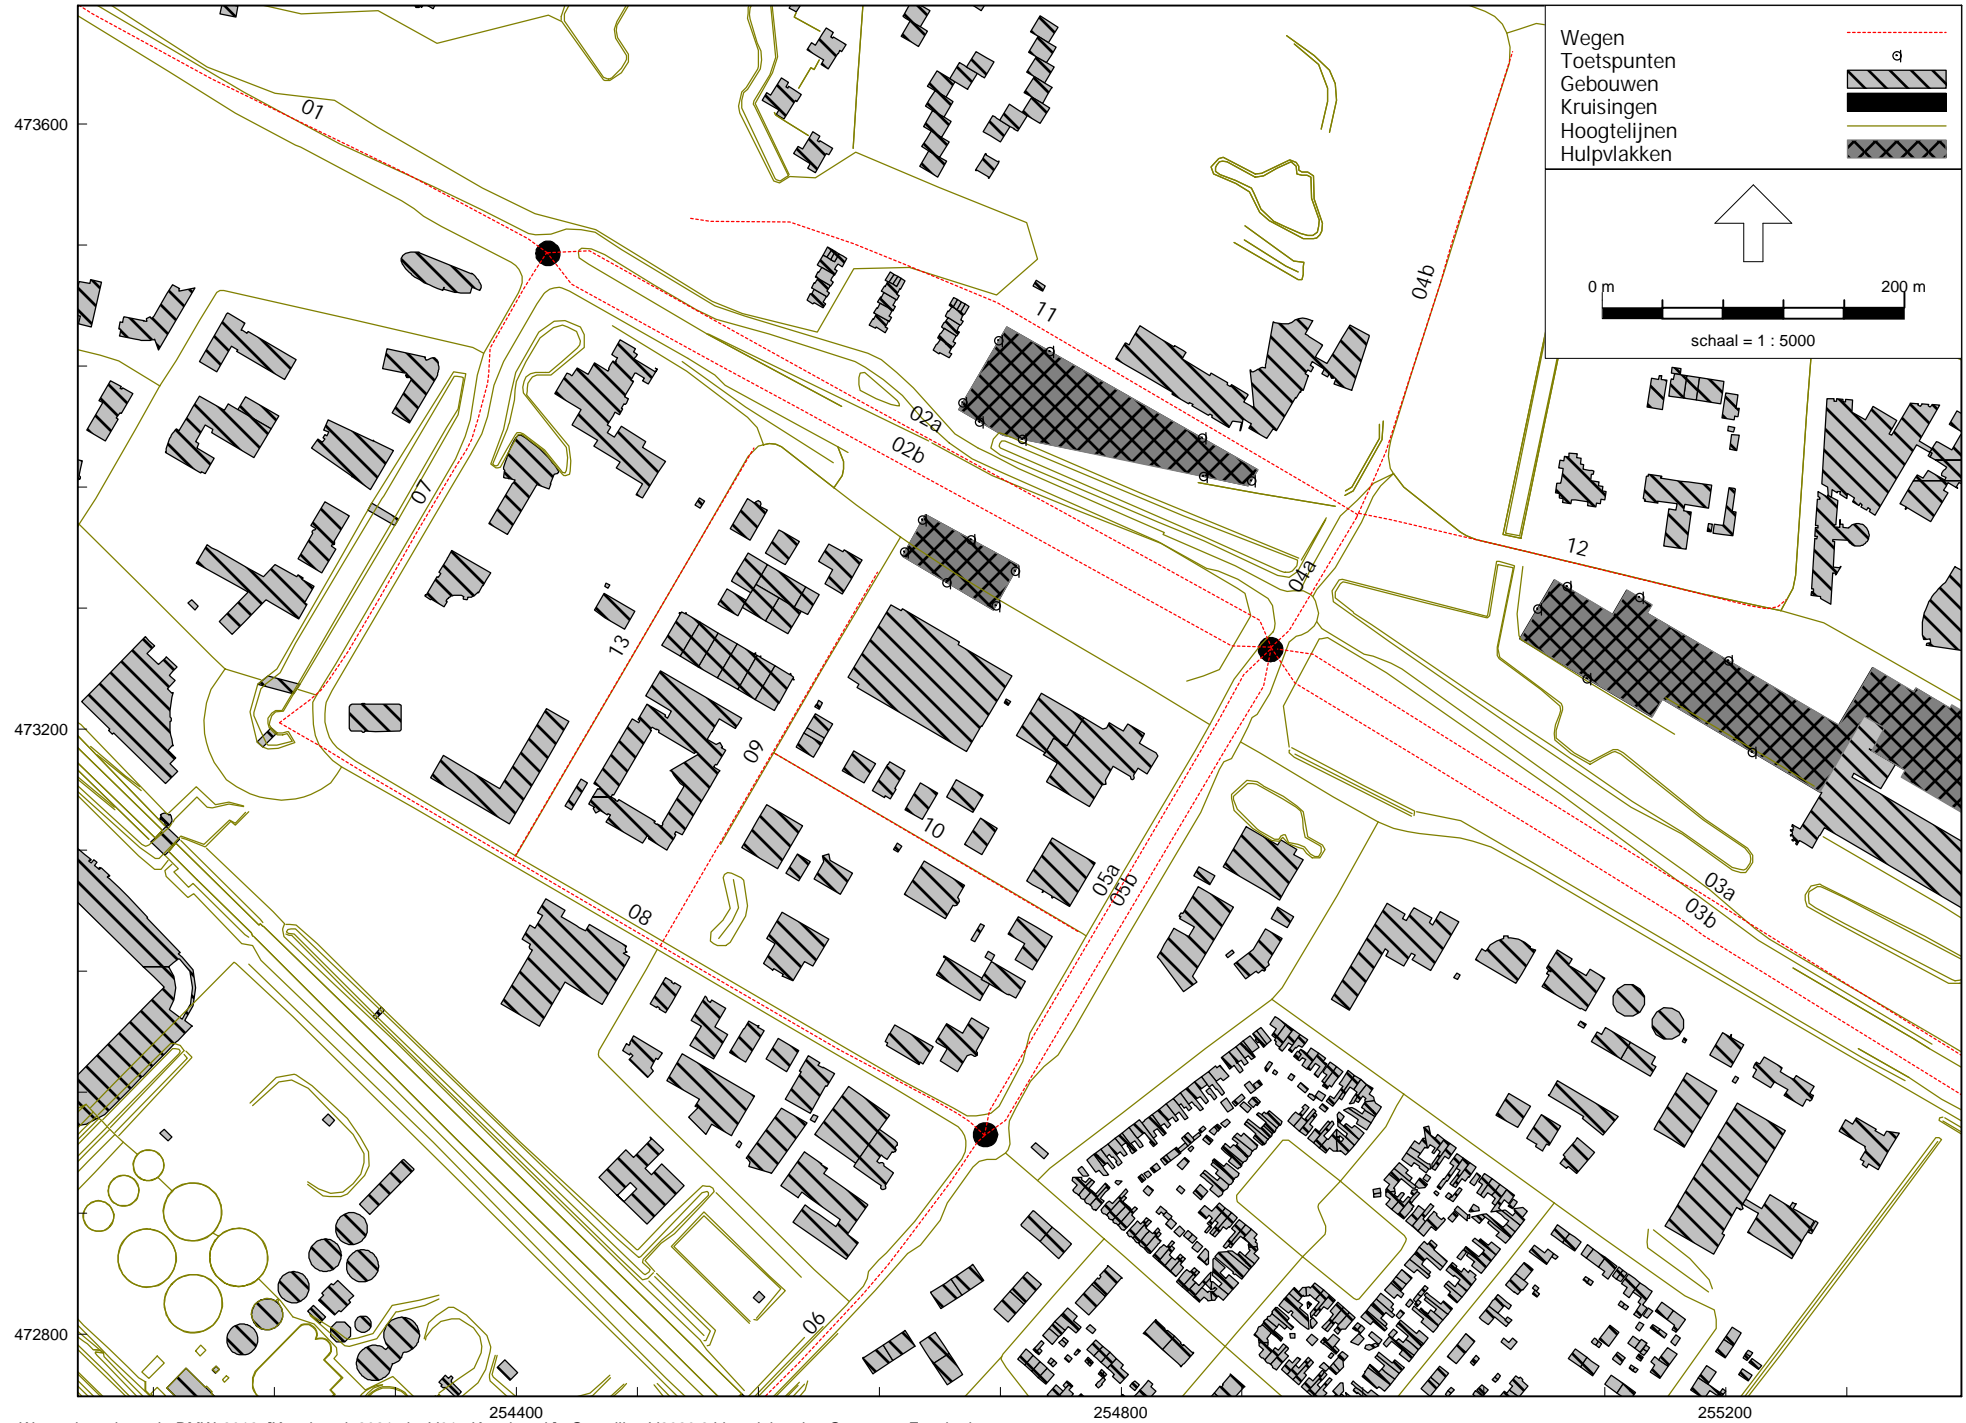 Wegen
Toetspunten
Gebouwen
Kruisingen
Hoogtelijnen
Hulpvlakken
0 m 200 m
schaal = 1 : 5000
473600
473200
472800
254400
254800
255200
01
11
04b
02a
02b
07
12
04a
13
09
10
05a
05b
08
03a
03b
06